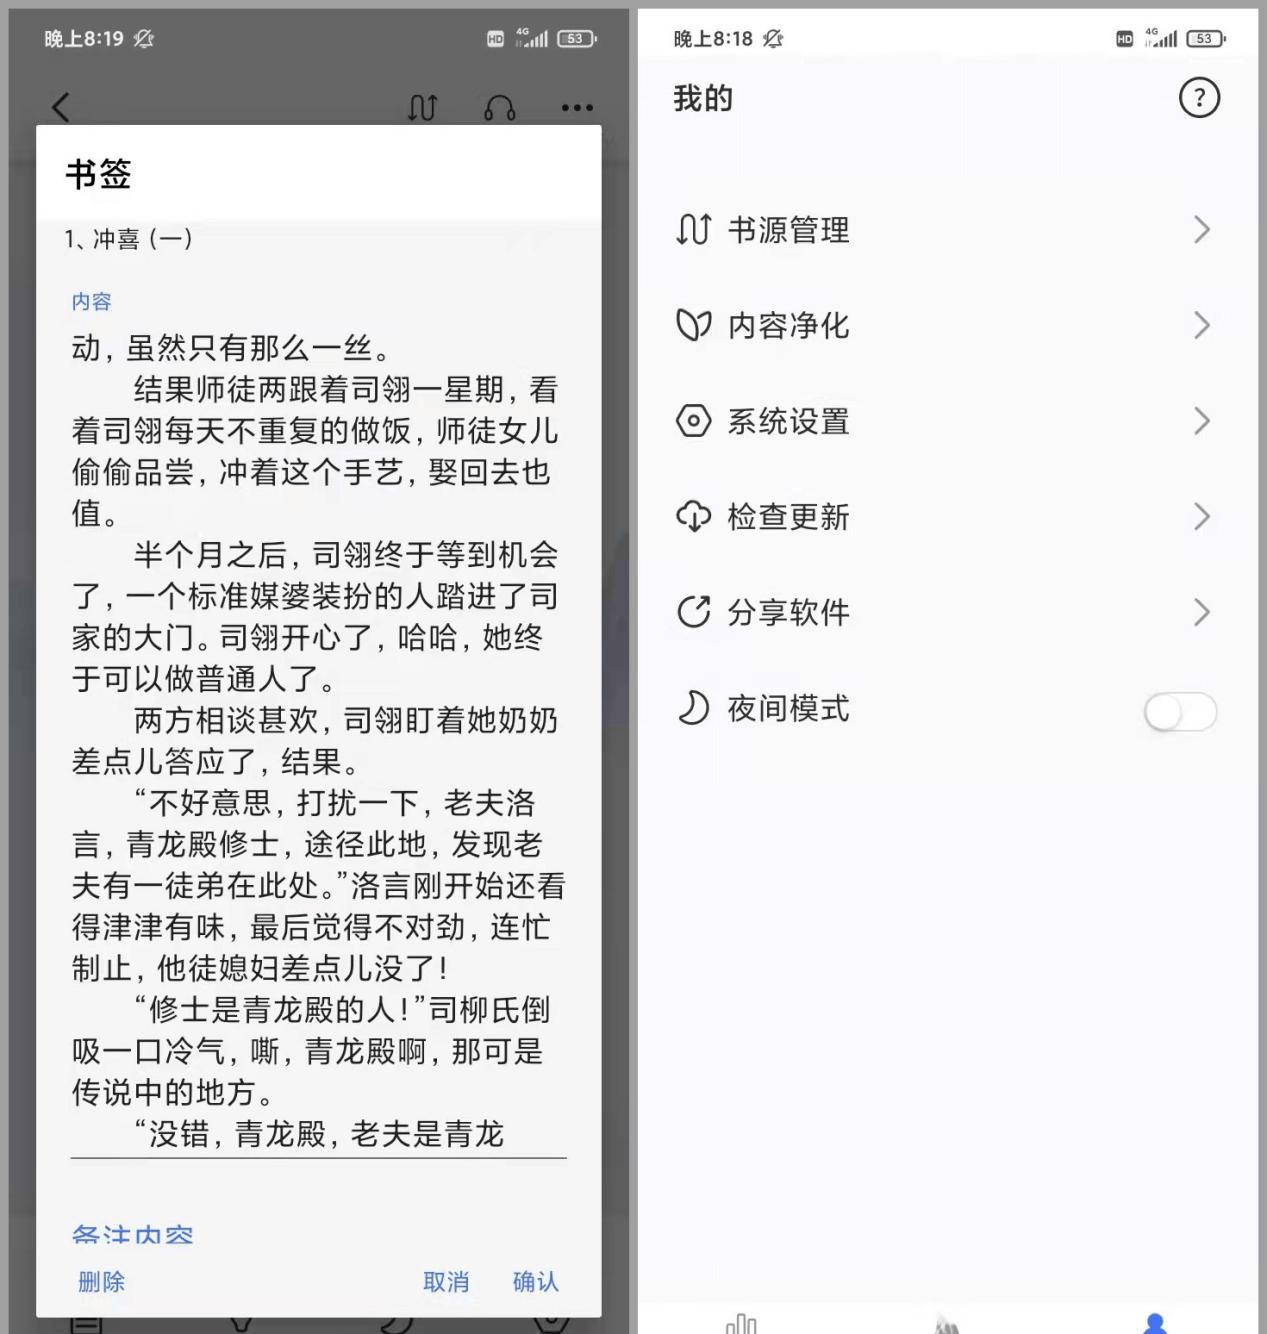 晚上8:19
HD 4G 53
书签
1、冲喜（一）
内容
动，虽然只有那么一丝。
结果师徒两跟着司翎一星期，看
着司翎每天不重复的做饭，师徒女儿
偷偷品尝，冲着这个手艺，娶回去也
值。
半个月之后，司翎终于等到机会
了，一个标准媒婆装扮的人踏进了司
家的大门。司翎开心了，哈哈，她终
于可以做普通人了。
两方相谈甚欢，司翎盯着她奶奶
差点儿答应了，结果。
“不好意思，打扰一下，老夫洛
言，青龙殿修士，途径此地，发现老
夫有一徒弟在此处。”洛言刚开始还看
得津津有味，最后觉得不对劲，连忙
制止，他徒媳妇差点儿没了！
“修士是青龙殿的人！”司柳氏倒
吸一口冷气，嘶，青龙殿啊，那可是
传说中的地方。
“没错，青龙殿，老夫是青龙
备注内容
删除 取消 确认
晚上8:18
HD 4G 53
我的
?
书源管理
内容净化
系统设置
检查更新
分享软件
夜间模式